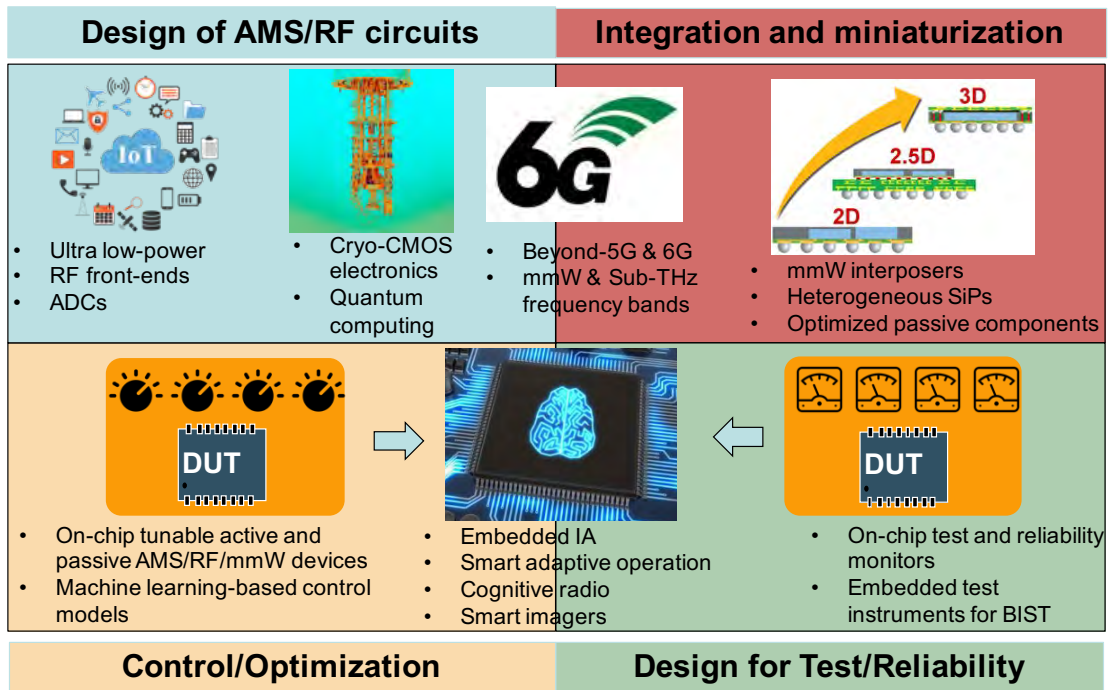 Design of AMS/RF circuits
Integration and miniaturization
IoT
6G
3D
2.5D
2D
• Ultra low-power
• RF front-ends
• ADCs
• Cryo-CMOS
electronics
• Quantum
computing
• Beyond-5G & 6G
• mmW & Sub-THz
frequency bands
• mmW interposers
• Heterogeneous SiPs
• Optimized passive components
DUT
DUT
• On-chip tunable active and
passive AMS/RF/mmW devices
• Machine learning-based control
models
• Embedded IA
• Smart adaptive operation
• Cognitive radio
• Smart imagers
• On-chip test and reliability
monitors
• Embedded test
instruments for BIST
Control/Optimization
Design for Test/Reliability